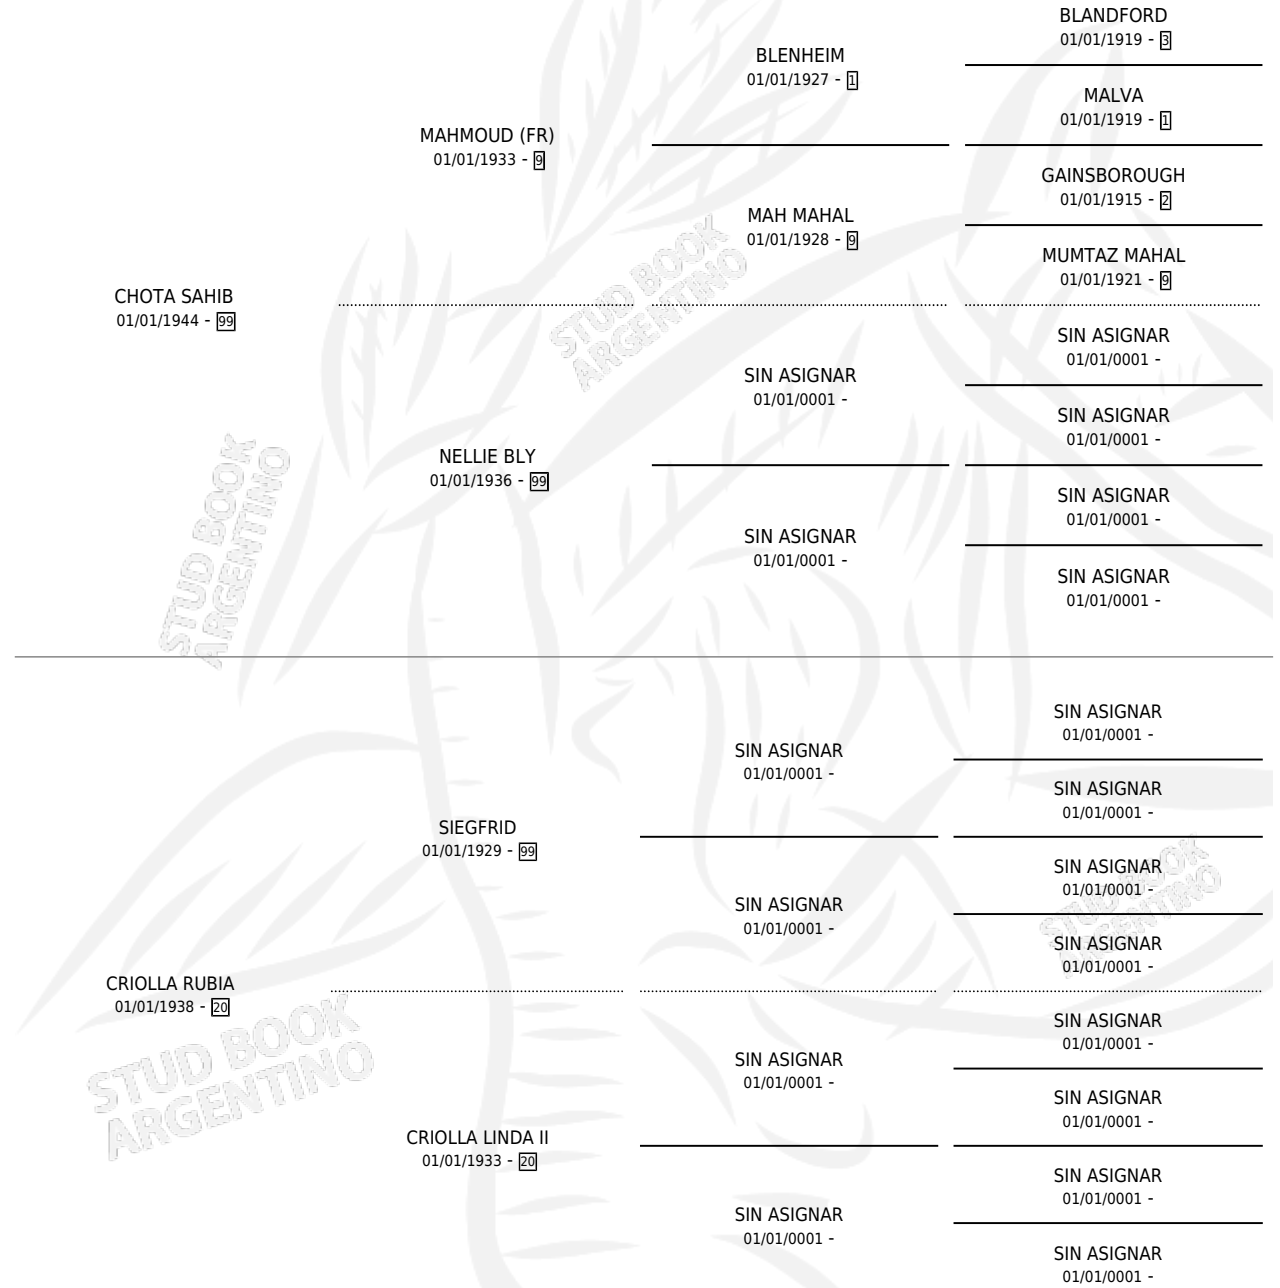 BLANDFORD
01/01/1919 - 3
BLENHEIM
01/01/1927 - 1
MALVA
01/01/1919 - 1
MAHMOUD (FR)
01/01/1933 - 9
GAINSBOROUGH
01/01/1915 - 2
MAH MAHAL
01/01/1928 - 9
MUMTAZ MAHAL
01/01/1921 - 9
CHOTA SAHIB
01/01/1944 - 99
STUD BOOK
ARGENTINO
SIN ASIGNAR
01/01/0001 -
SIN ASIGNAR
01/01/0001 -
SIN ASIGNAR
01/01/0001 -
NELLIE BLY
01/01/1936 - 99
SIN ASIGNAR
01/01/0001 -
SIN ASIGNAR
01/01/0001 -
SIN ASIGNAR
01/01/0001 -
STUD BOOK
ARGENTINO
SIN ASIGNAR
01/01/0001 -
SIN ASIGNAR
01/01/0001 -
SIN ASIGNAR
01/01/0001 -
SIEGFRID
01/01/1929 - 99
SIN ASIGNAR
01/01/0001 -
SIN ASIGNAR
01/01/0001 -
SIN ASIGNAR
01/01/0001 -
STUD BOOK
ARGENTINO
CRIOLLA RUBIA
01/01/1938 - 20
STUD BOOK
ARGENTINO
SIN ASIGNAR
01/01/0001 -
SIN ASIGNAR
01/01/0001 -
SIN ASIGNAR
01/01/0001 -
CRIOLLA LINDA II
01/01/1933 - 20
SIN ASIGNAR
01/01/0001 -
SIN ASIGNAR
01/01/0001 -
SIN ASIGNAR
01/01/0001 -